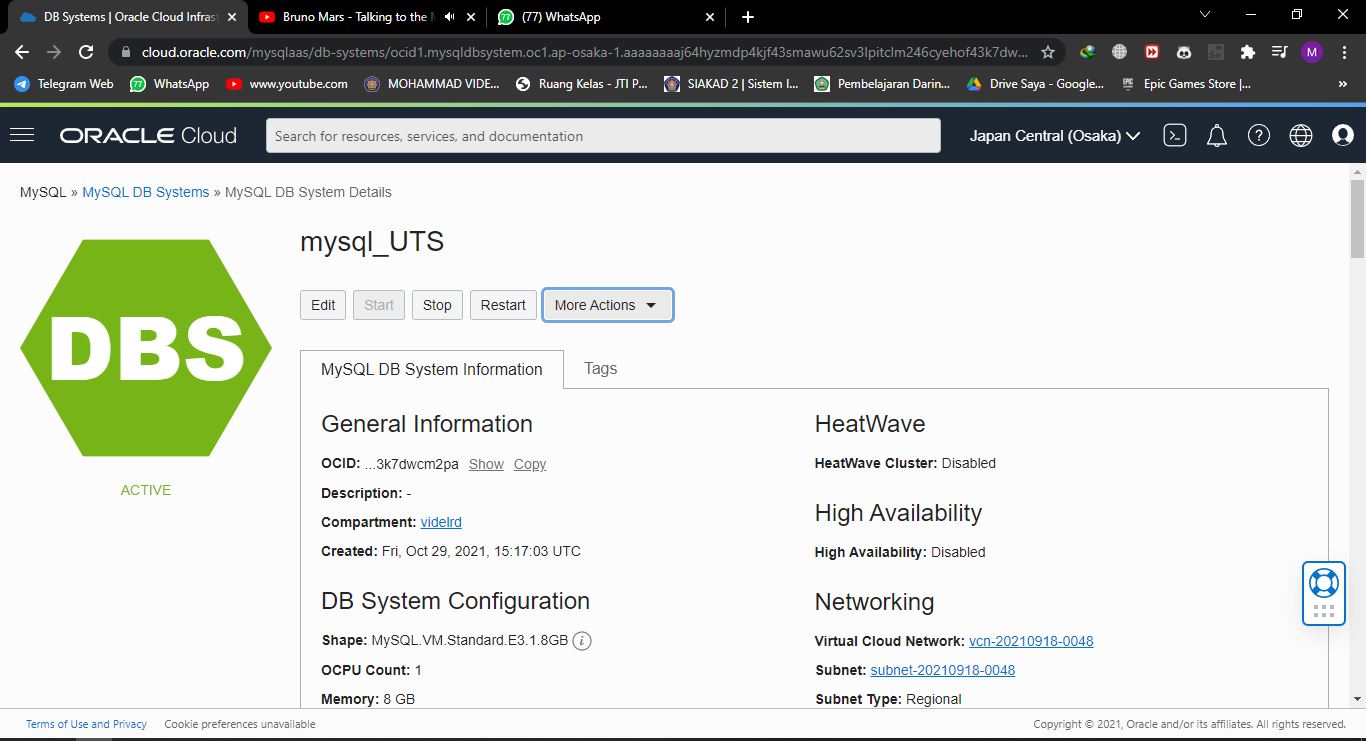 DB Systems | Oracle Cloud Infras
Bruno Mars - Talking to the
(77) WhatsApp
cloud.oracle.com/mysqlaas/db-systems/ocid1.mysqldbsystem.oc1.ap-osaka-1.aaaaaaaaj64hyzmdp4kjf43smawu62sv3lpitclm246cyehof43k7dw...
M
Telegram Web
WhatsApp
www.youtube.com
MOHAMMAD VIDE...
Ruang Kelas - JTI P...
SIAKAD 2 | Sistem I...
Pembelajaran Darin...
Drive Saya - Google...
Epic Games Store |...
»
ORACLE Cloud
Search for resources, services, and documentation
Japan Central (Osaka)
MySQL » MySQL DB Systems » MySQL DB System Details
DBS
ACTIVE
mysql_UTS
Edit
Start
Stop
Restart
More Actions
MySQL DB System Information
Tags
General Information
OCID: ...3k7dwcm2pa Show Copy
Description: -
Compartment: videlrd
Created: Fri, Oct 29, 2021, 15:17:03 UTC
DB System Configuration
Shape: MySQL.VM.Standard.E3.1.8GB
OCPU Count: 1
Memory: 8 GB
HeatWave
HeatWave Cluster: Disabled
High Availability
High Availability: Disabled
Networking
Virtual Cloud Network: vcn-20210918-0048
Subnet: subnet-20210918-0048
Subnet Type: Regional
Terms of Use and Privacy
Cookie preferences unavailable
Copyright © 2021, Oracle and/or its affiliates. All rights reserved.